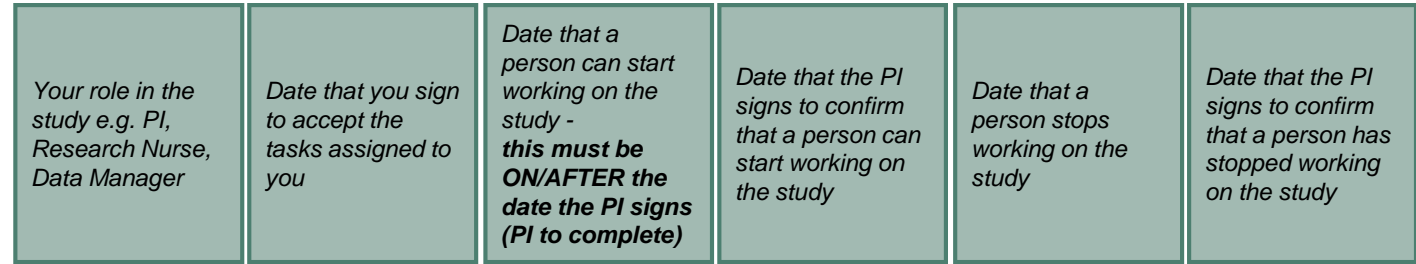 Your role in the
study e.g. PI,
Research Nurse,
Data Manager
Date that you sign
to accept the
tasks assigned to
you
Date that a
person can start
working on the
study -
this must be
ON/AFTER the
date the PI signs
(PI to complete)
Date that the PI
signs to confirm
that a person can
start working on
the study
Date that a
person stops
working on the
study
Date that the PI
signs to confirm
that a person has
stopped working
on the study